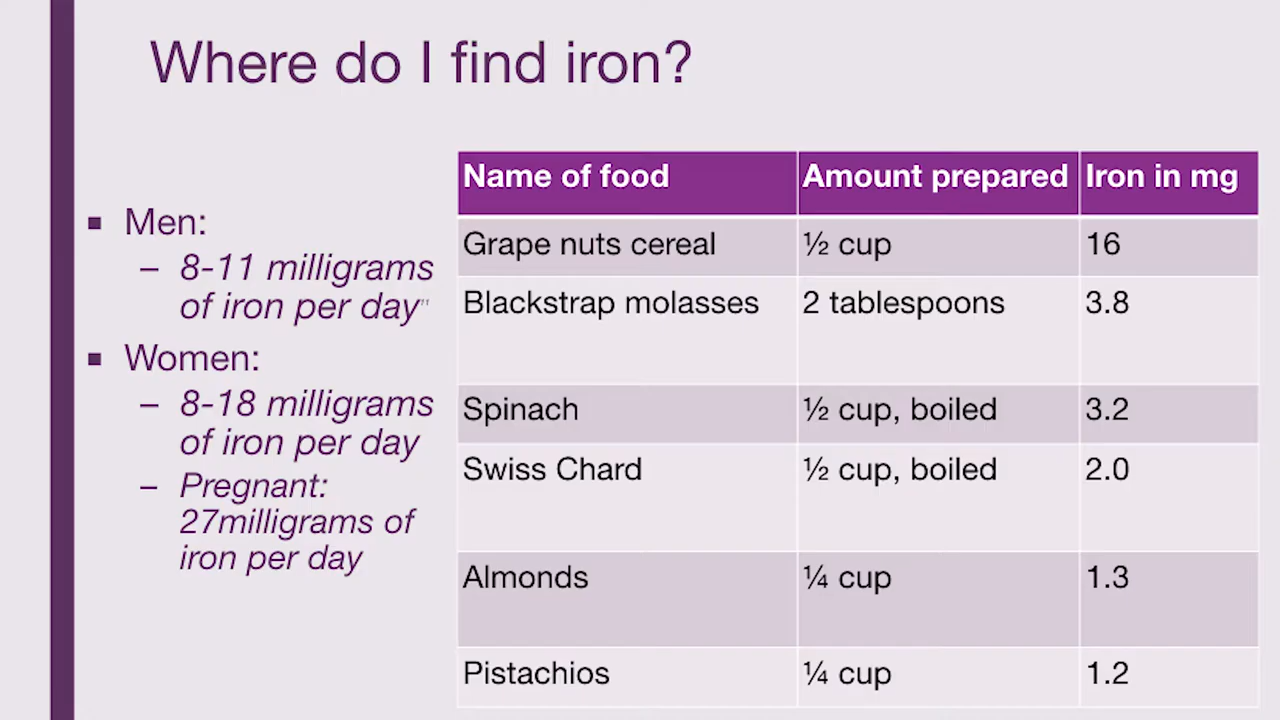 Where do I find iron?
▪ Men:
– 8-11 milligrams
of iron per day¹¹
▪ Women:
– 8-18 milligrams
of iron per day
– Pregnant:
27milligrams of
iron per day
Name of food Amount prepared Iron in mg
Grape nuts cereal ½ cup 16
Blackstrap molasses 2 tablespoons 3.8
Spinach ½ cup, boiled 3.2
Swiss Chard ½ cup, boiled 2.0
Almonds ¼ cup 1.3
Pistachios ¼ cup 1.2